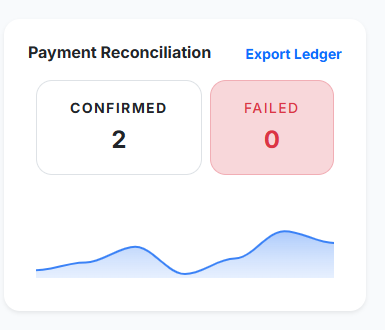 Payment Reconciliation
Export Ledger
CONFIRMED
FAILED
2
0